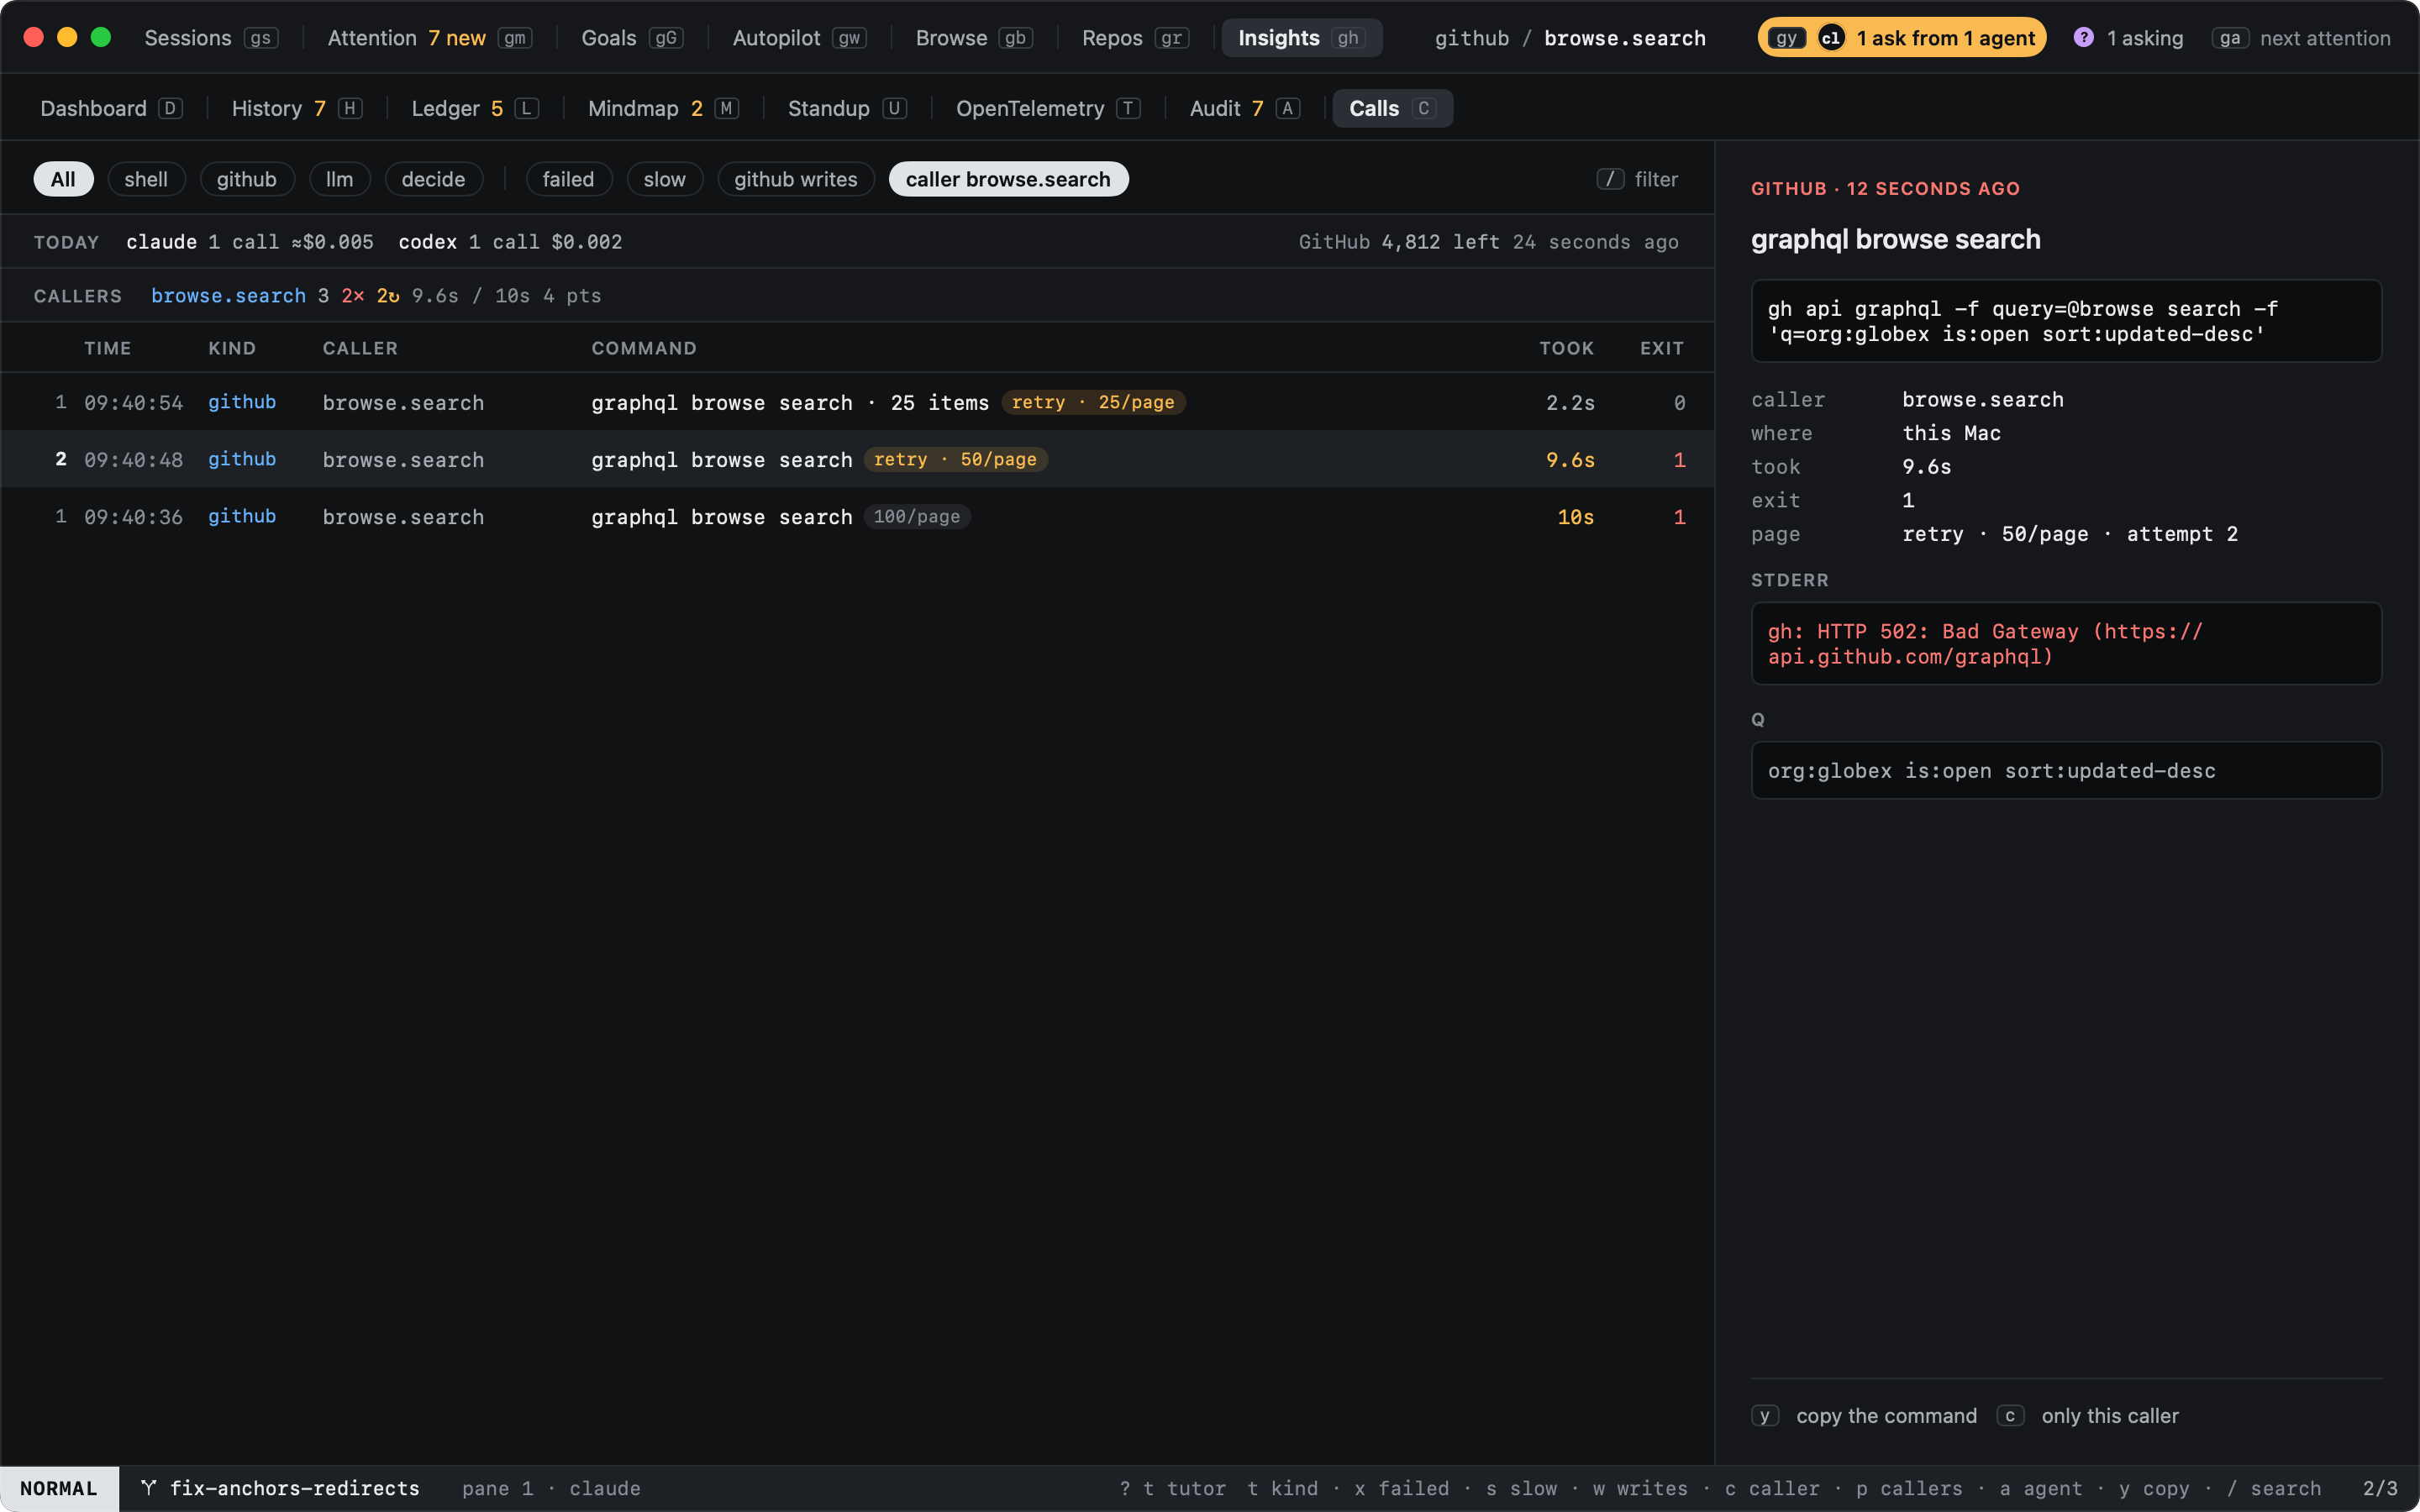 Sessions gs Attention 7 new gm Goals gG Autopilot gw Browse gb Repos gr Insights gh github / browse.search gy cl 1 ask from 1 agent ? 1 asking ga next attention
Dashboard D History 7 H Ledger 5 L Mindmap 2 M Standup U OpenTelemetry T Audit 7 A Calls C
All shell github llm decide failed slow github writes caller browse.search / filter
TODAY claude 1 call ≈$0.005 codex 1 call $0.002 GitHub 4,812 left 24 seconds ago
CALLERS browse.search 3 2× 2↻ 9.6s / 10s 4 pts
TIME KIND CALLER COMMAND TOOK EXIT
1 09:40:54 github browse.search graphql browse search · 25 items retry · 25/page 2.2s 0
2 09:40:48 github browse.search graphql browse search retry · 50/page 9.6s 1
1 09:40:36 github browse.search graphql browse search 100/page 10s 1
GITHUB · 12 SECONDS AGO
graphql browse search
gh api graphql -f query=@browse search -f
'q=org:globex is:open sort:updated-desc'
caller browse.search
where this Mac
took 9.6s
exit 1
page retry · 50/page · attempt 2
STDERR
gh: HTTP 502: Bad Gateway (https://
api.github.com/graphql)
Q
org:globex is:open sort:updated-desc
y copy the command c only this caller
NORMAL fix-anchors-redirects pane 1 · claude ? t tutor t kind · x failed · s slow · w writes · c caller · p callers · a agent · y copy · / search 2/3